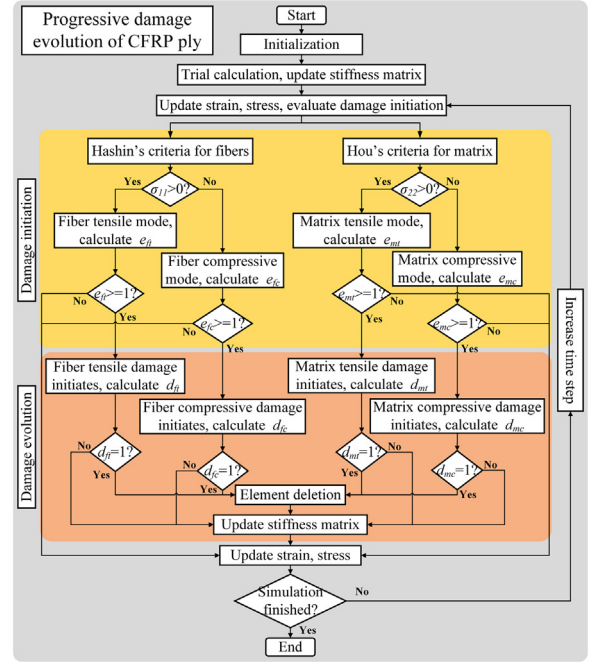 Progressive damage
evolution of CFRP ply
Start
Initialization
Trial calculation, update stiffness matrix
Update strain, stress, evaluate damage initiation
Hashin's criteria for fibers
Hou's criteria for matrix
Yes
σ11>0?
No
Yes
σ22>0?
No
Damage initiation
Fiber tensile mode,
calculate eft
Matrix tensile mode,
calculate emt
Fiber compressive
mode, calculate efc
Matrix compressive
mode, calculate emc
No
eft>=1?
Yes
No
efc>=1?
Yes
emt>=1?
No
Yes
emc>=1?
No
Yes
Increase time step
Damage evolution
Fiber tensile damage
initiates, calculate dft
Matrix tensile damage
initiates, calculate dmt
Fiber compressive damage
initiates, calculate dfc
Matrix compressive damage
initiates, calculate dmc
No
dft=1?
Yes
No
dfc=1?
Yes
dmt=1?
No
Yes
dmc=1?
No
Yes
Element deletion
Update stiffness matrix
Update strain, stress
Simulation
finished?
No
Yes
End